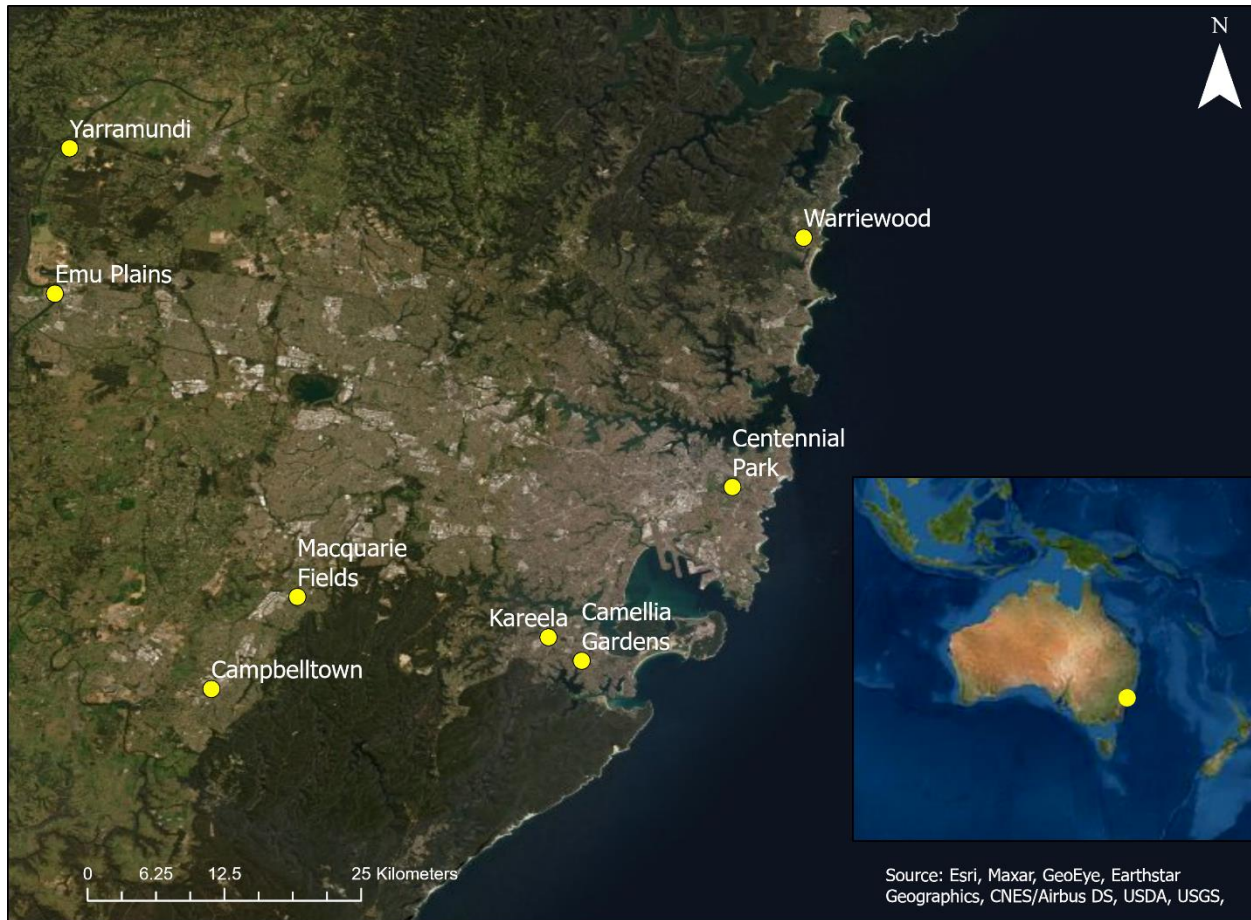 N
Yarramundi
Warriewood
Emu Plains
Centennial
Park
Macquarie
Fields
Kareela
Camellia
Gardens
Campbelltown
0 6.25 12.5 25 Kilometers
Source: Esri, Maxar, GeoEye, Earthstar
Geographics, CNES/Airbus DS, USDA, USGS,